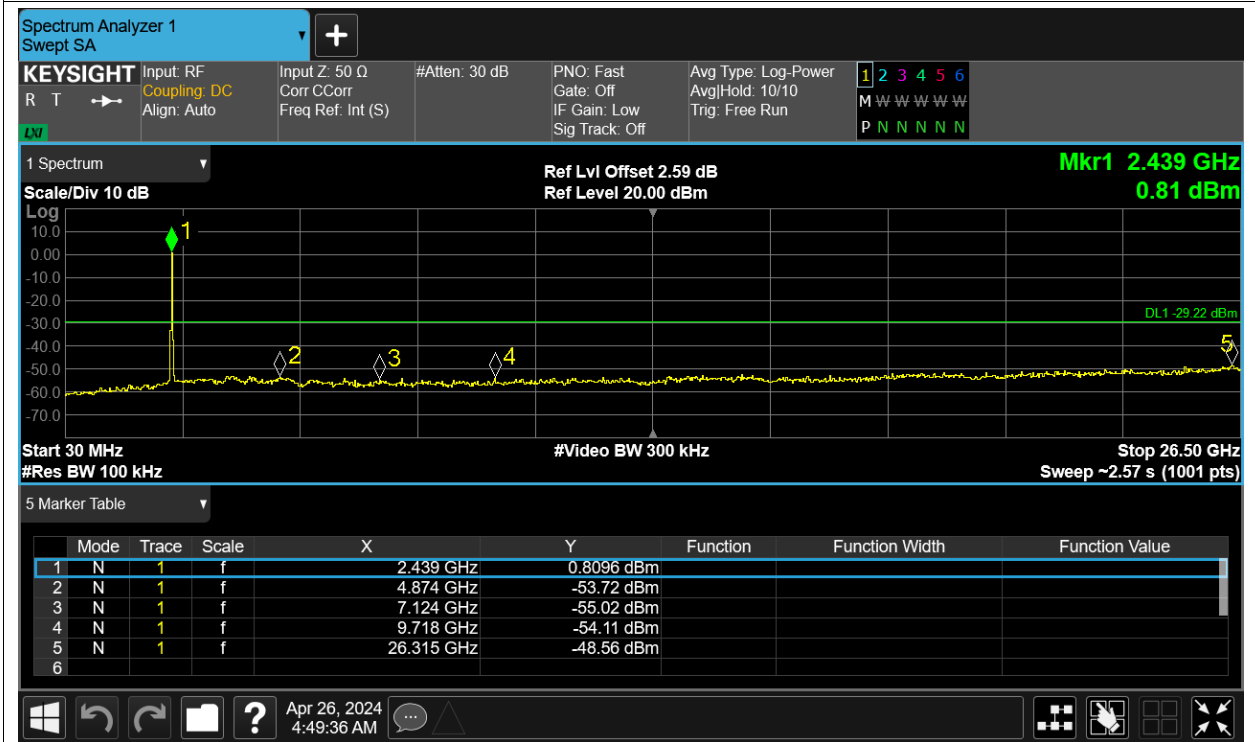 Spectrum Analyzer 1
Swept SA
KEYSIGHT Input: RF Input Z: 50 Ω #Atten: 30 dB PNO: Fast Avg Type: Log-Power 1 2 3 4 5 6
R T Coupling: DC Corr CCorr Gate: Off Avg|Hold: 10/10 M W W W W W
Align: Auto Freq Ref: Int (S) IF Gain: Low Trig: Free Run
LXI Sig Track: Off P N N N N N
1 Spectrum Ref Lvl Offset 2.59 dB Mkr1 2.439 GHz
Scale/Div 10 dB Ref Level 20.00 dBm 0.81 dBm
Log
10.0 1
0.00
-10.0
-20.0
DL1 -29.22 dBm
-30.0
-40.0 2 3 4 5
-50.0
-60.0
-70.0
Start 30 MHz #Video BW 300 kHz Stop 26.50 GHz
#Res BW 100 kHz Sweep ~2.57 s (1001 pts)
5 Marker Table
Mode Trace Scale X Y Function Function Width Function Value
1 N 1 f 2.439 GHz 0.8096 dBm
2 N 1 f 4.874 GHz -53.72 dBm
3 N 1 f 7.124 GHz -55.02 dBm
4 N 1 f 9.718 GHz -54.11 dBm
5 N 1 f 26.315 GHz -48.56 dBm
6
? Apr 26, 2024
4:49:36 AM